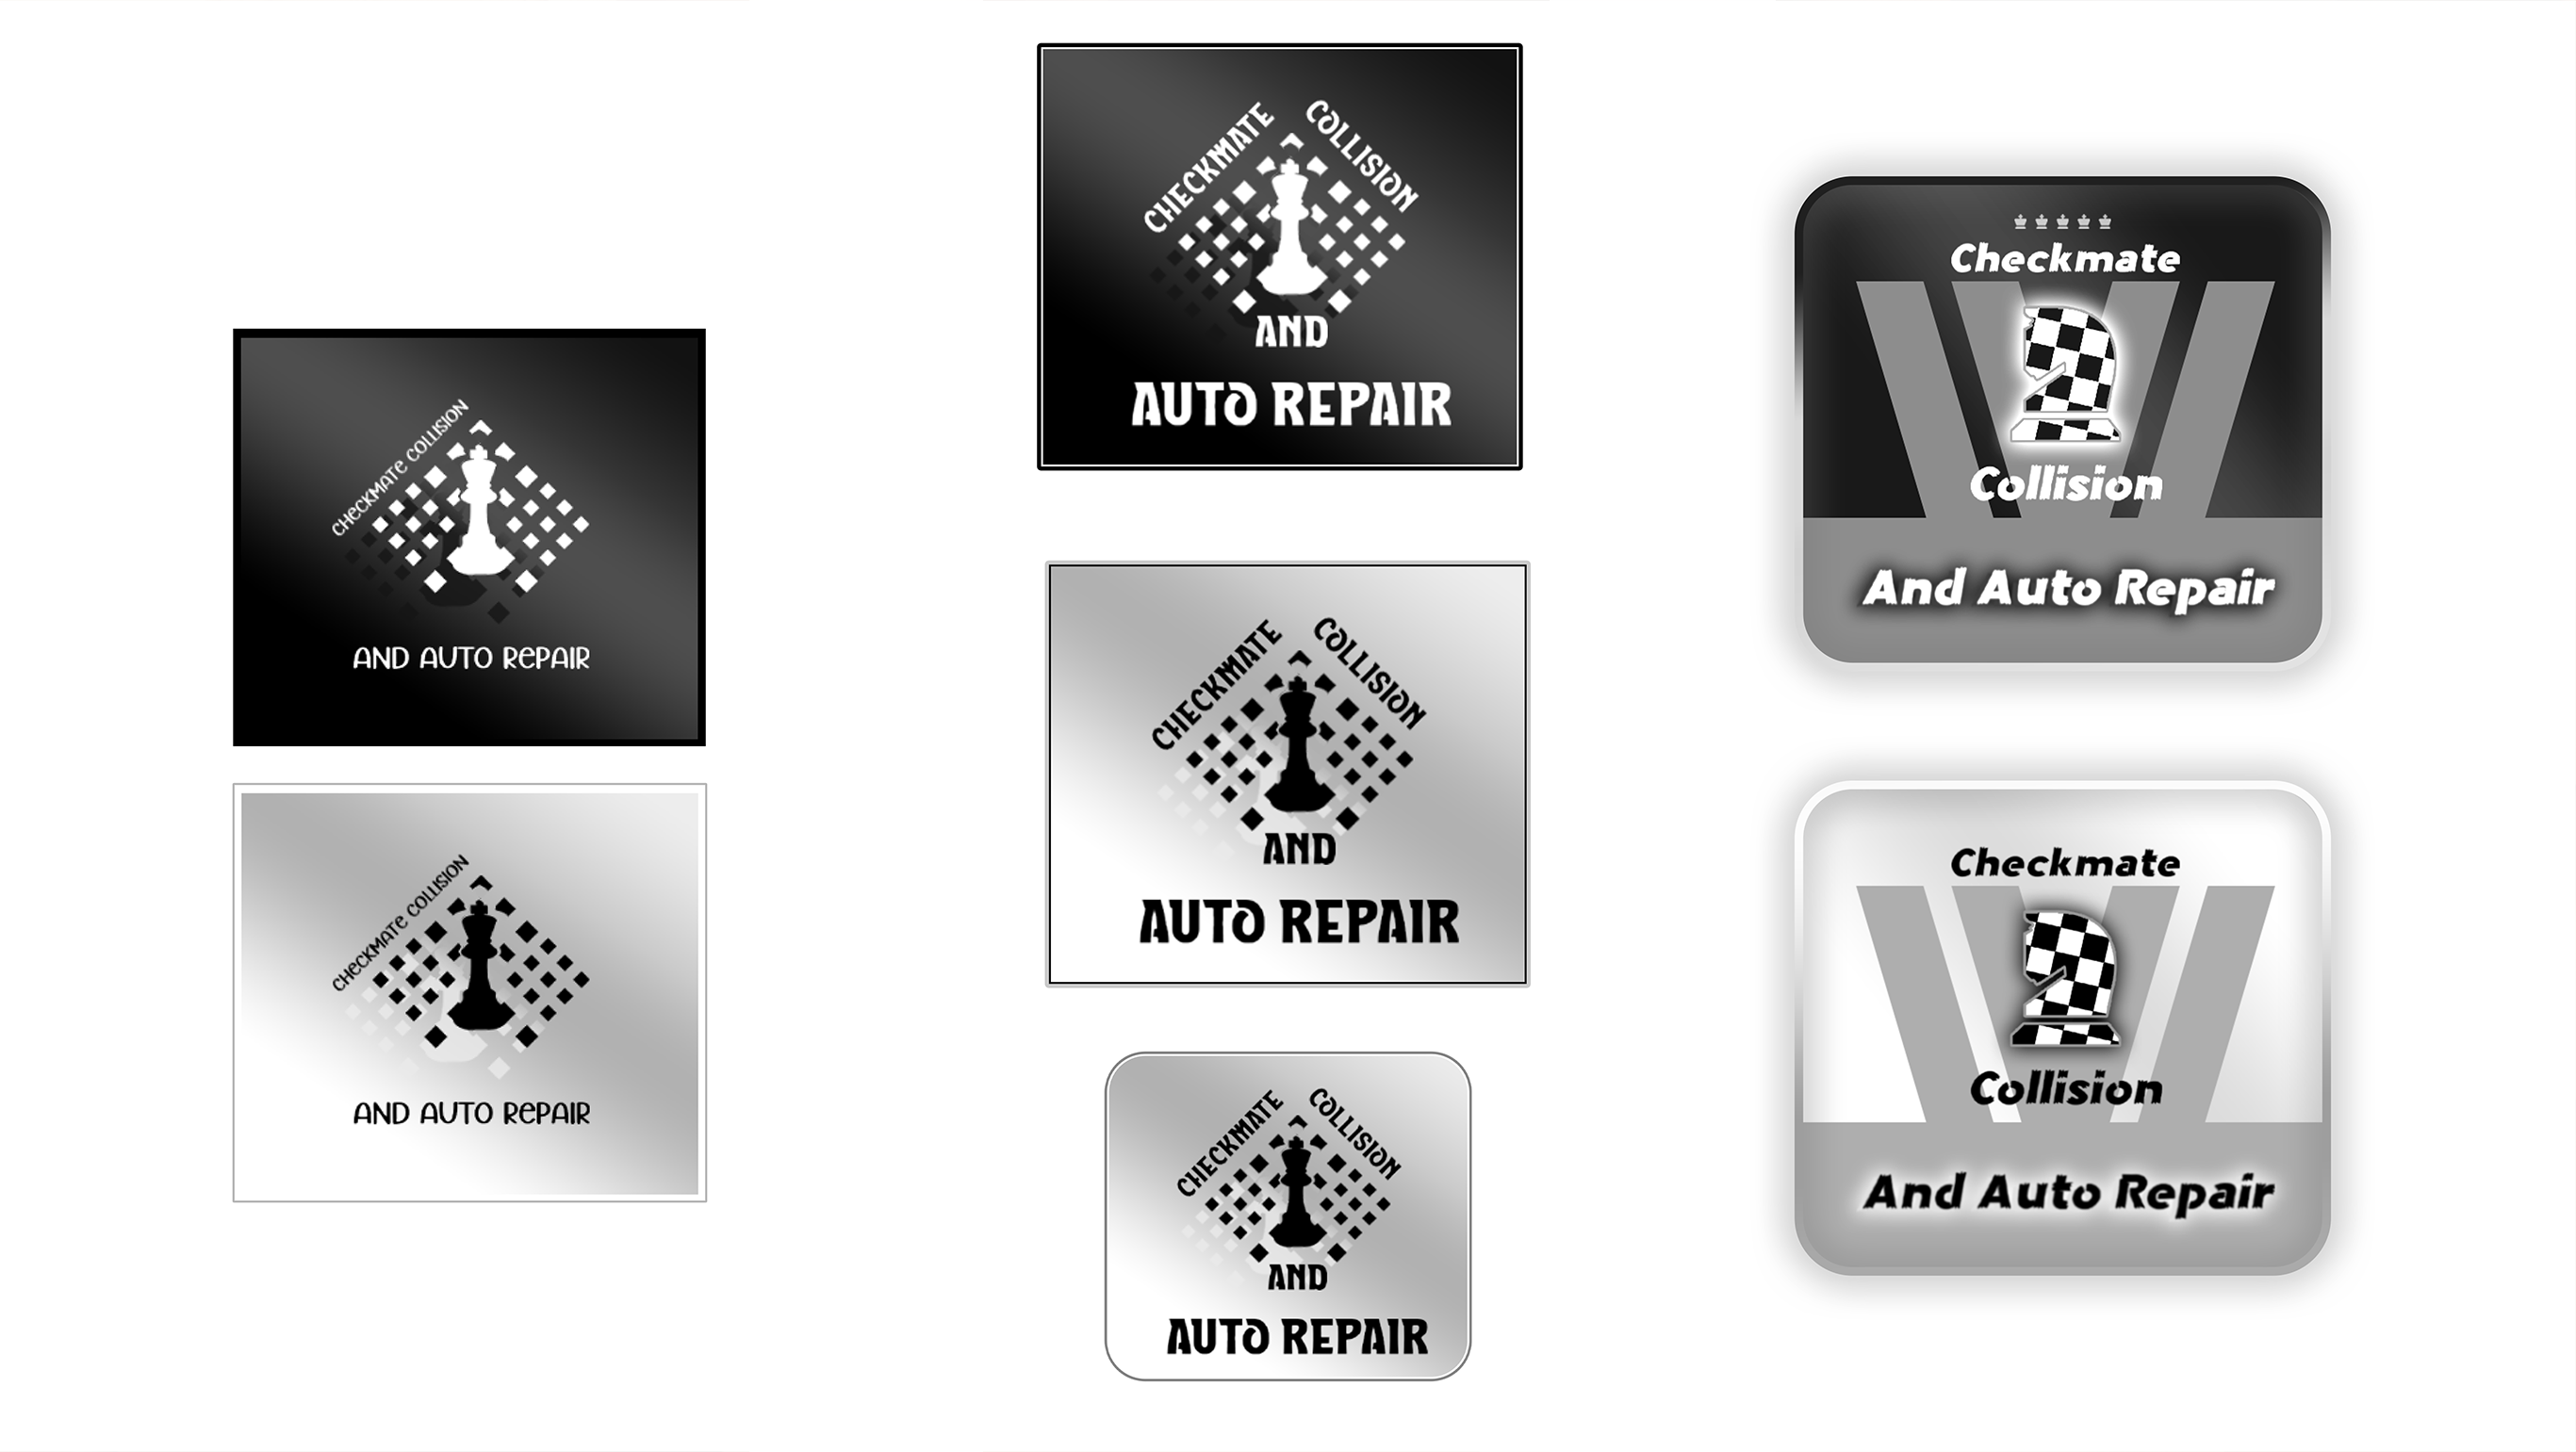 CHECKMATE COLLISION
AND AUTO REPAIR
CHECKMATE COLLISION
AND AUTO REPAIR
CHECKMATE
COLLISION
AND
AUTO REPAIR
CHECKMATE
COLLISION
AND
AUTO REPAIR
CHECKMATE
COLLISION
AND
AUTO REPAIR
Checkmate
Collision
And Auto Repair
Checkmate
Collision
And Auto Repair